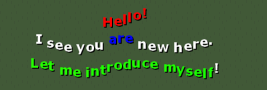 Hello!
I see you are new here.
Let me introduce myself!